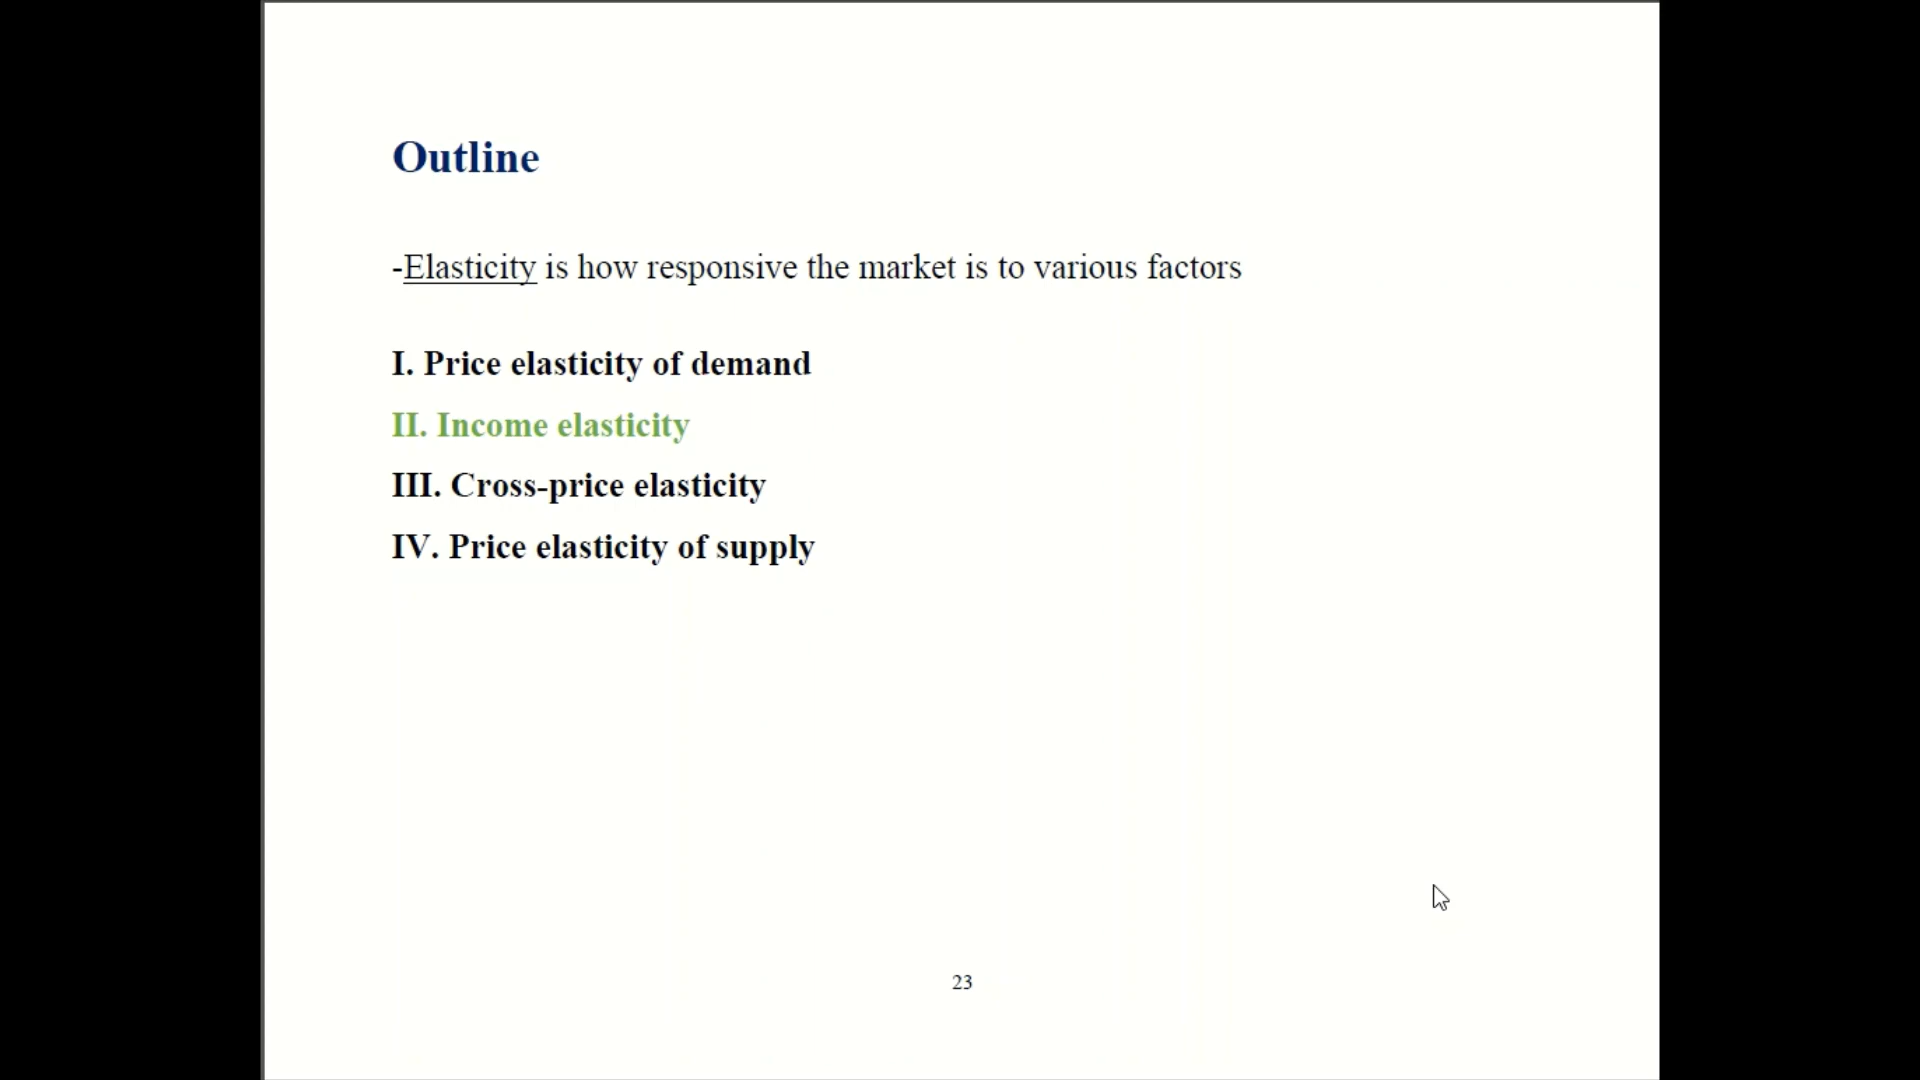 Outline
-Elasticity is how responsive the market is to various factors
I. Price elasticity of demand
II. Income elasticity
III. Cross-price elasticity
IV. Price elasticity of supply
23